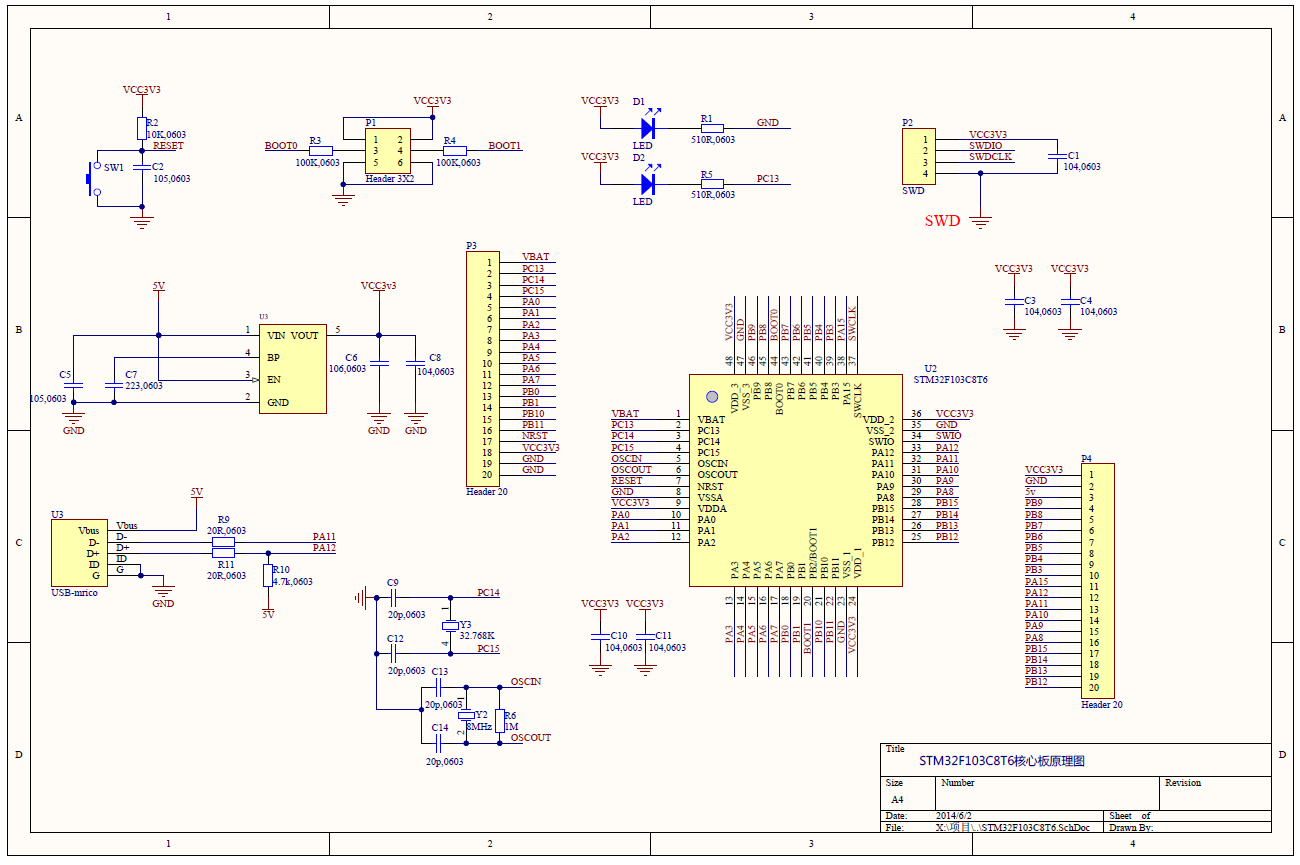 1
2
3
4
A
A
B
B
C
C
D
D
VCC3V3
R2
10K,0603
RESET
SW1
C2
105,0603
VCC3V3
P1
BOOT0
R3
100K,0603
1 2
3 4
5 6
R4
BOOT1
100K,0603
Header 3X2
VCC3V3
D1
LED
R1
510R,0603
GND
VCC3V3
D2
LED
R5
510R,0603
PC13
P2
1 VCC3V3
2 SWDIO
3 SWDCLK
4
SWD
C1
104,0603
SWD
5V
U3
1 VIN VOUT 5
4 BP
3 EN
2 GND
C5
105,0603
C7
223,0603
GND
VCC3v3
C6
106,0603
C8
104,0603
GND
GND
P3
1 VBAT
2 PC13
3 PC14
4 PC15
5 PA0
6 PA1
7 PA2
8 PA3
9 PA4
10 PA5
11 PA6
12 PA7
13 PB0
14 PB1
15 PB10
16 PB11
17 NRST
18 VCC3V3
19 GND
20 GND
Header 20
VCC3V3
C3
104,0603
VCC3V3
C4
104,0603
U2
STM32F103C8T6
VCC3V3 48 VDD_3
GND 47 VSS_3
PB9 46 PB9
PB8 45 PB8
BOOT0 44 BOOT0
PB7 43 PB7
PB6 42 PB6
PB5 41 PB5
PB4 40 PB4
PB3 39 PB3
PA15 38 PA15
SWCLK 37 SWCLK
VBAT 1 VBAT
PC13 2 PC13
PC14 3 PC14
PC15 4 PC15
OSCIN 5 OSCIN
OSCOUT 6 OSCOUT
RESET 7 NRST
GND 8 VSSA
VCC3V3 9 VDDA
PA0 10 PA0
PA1 11 PA1
PA2 12 PA2
VDD_2 36 VCC3V3
VSS_2 35 GND
SWIO 34 SWIO
PA12 33 PA12
PA11 32 PA11
PA10 31 PA10
PA9 30 PA9
PA8 29 PA8
PB15 28 PB15
PB14 27 PB14
PB13 26 PB13
PB12 25 PB12
PA3 13 PA3
PA4 14 PA4
PA5 15 PA5
PA6 16 PA6
PA7 17 PA7
PB0 18 PB0
PB1 19 PB1
PB2/BOOT1 20 BOOT1
PB10 21 PB10
PB11 22 PB11
VSS_1 23 GND
VDD_1 24 VCC3V3
P4
VCC3V3 1
GND 2
5v 3
PB9 4
PB8 5
PB7 6
PB6 7
PB5 8
PB4 9
PB3 10
PA15 11
PA12 12
PA11 13
PA10 14
PA9 15
PA8 16
PB15 17
PB14 18
PB13 19
PB12 20
Header 20
U3
Vbus Vbus
D- D-
D+ D+
ID ID
G G
USB-mrico
5V
R9
20R,0603
PA11
PA12
R11
20R,0603
R10
4.7k,0603
5V
GND
C9
20p,0603
PC14
1
Y3
32.768K
4
C12
20p,0603
PC15
C13
20p,0603
OSCIN
1
Y2
8MHz
2
R6
1M
C14
20p,0603
OSCOUT
VCC3V3
C10
104,0603
VCC3V3
C11
104,0603
Title
STM32F103C8T6核心板原理图
Size
A4
Number
Revision
Date: 2014/6/2
Sheet of
File: X:\项目\..\STM32F103C8T6.SchDoc
Drawn By:
1
2
3
4